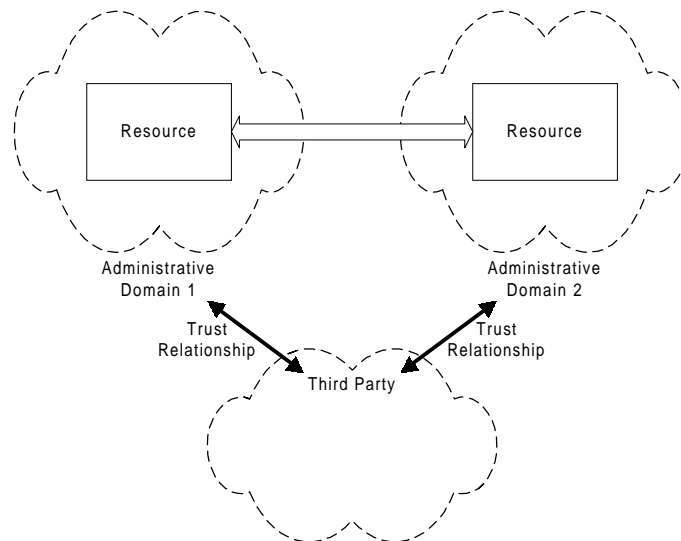 Resource
Resource
Administrative
Domain 1
Administrative
Domain 2
Trust
Relationship
Trust
Relationship
Third Party